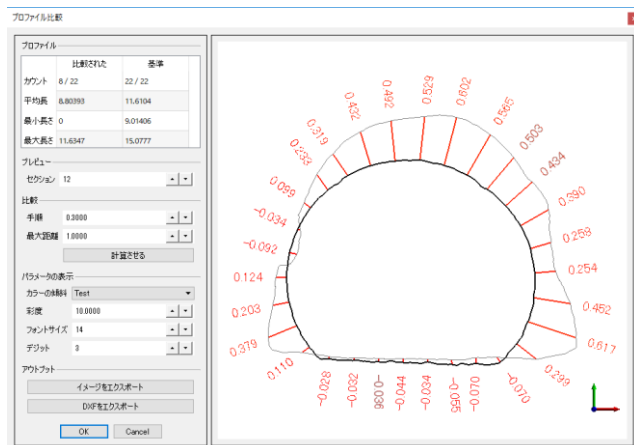 プロファイル比較
プロファイル
比較された 基準
カウント 8 / 22 22 / 22
平均長 8.80393 11.6104
最小長さ 0 9.01406
最大長さ 11.6347 15.0777
プレビュー
セクション 12
比較
手順 0.3000
最大距離 1.0000
計算させる
パラメータの表示
カラーの傾斜 Test
彩度 10.0000
フォントサイズ 14
デジット 3
アウトプット
イメージをエクスポート
DXFをエクスポート
OK Cancel
0.529
0.602
0.492
0.565
0.432
0.503
0.319
0.434
0.233
0.390
0.099
0.258
-0.034
0.254
-0.092
0.124
0.452
0.203
0.617
0.379
0.299
0.110
-0.070
-0.028
-0.032
-0.036
-0.044
-0.034
-0.055
-0.070